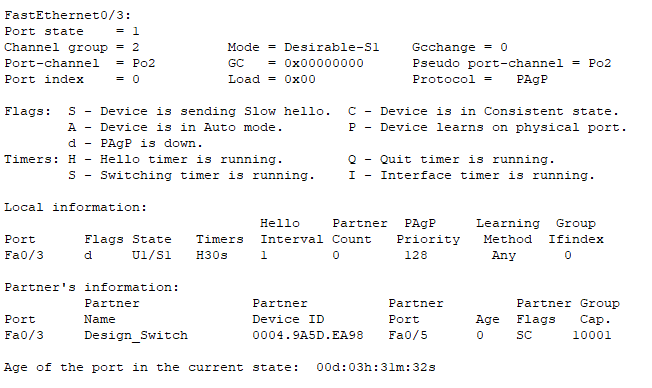 FastEthernet0/3:
Port state    = 1
Channel group = 2           Mode = Desirable-S1    Gcchange = 0
Port-channel  = Po2         GC   = 0x00000000      Pseudo port-channel = Po2
Port index    = 0           Load = 0x00            Protocol =   PAgP
Flags:  S - Device is sending Slow hello.  C - Device is in Consistent state.
        A - Device is in Auto mode.        P - Device learns on physical port.
        d - PAgP is down.
Timers: H - Hello timer is running.        Q - Quit timer is running.
        S - Switching timer is running.    I - Interface timer is running.
Local information:
                                Hello    Partner  PAgP     Learning  Group
Port      Flags State   Timers  Interval Count   Priority   Method  Ifindex
Fa0/3     d     U1/S1   H30s    1        0        128        Any      0
Partner's information:
          Partner              Partner          Partner         Partner Group
Port      Name                 Device ID        Port       Age  Flags   Cap.
Fa0/3     Design_Switch        0004.9A5D.EA98   Fa0/5      0    SC     10001
Age of the port in the current state:  00d:03h:31m:32s